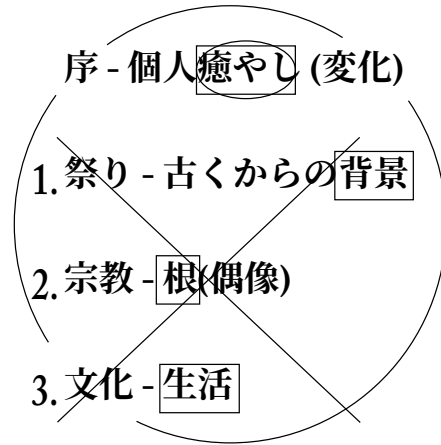 序 - 個人癒やし (変化)
1. 祭り - 古くからの背景
2. 宗教 - 根(偶像)
3. 文化 - 生活